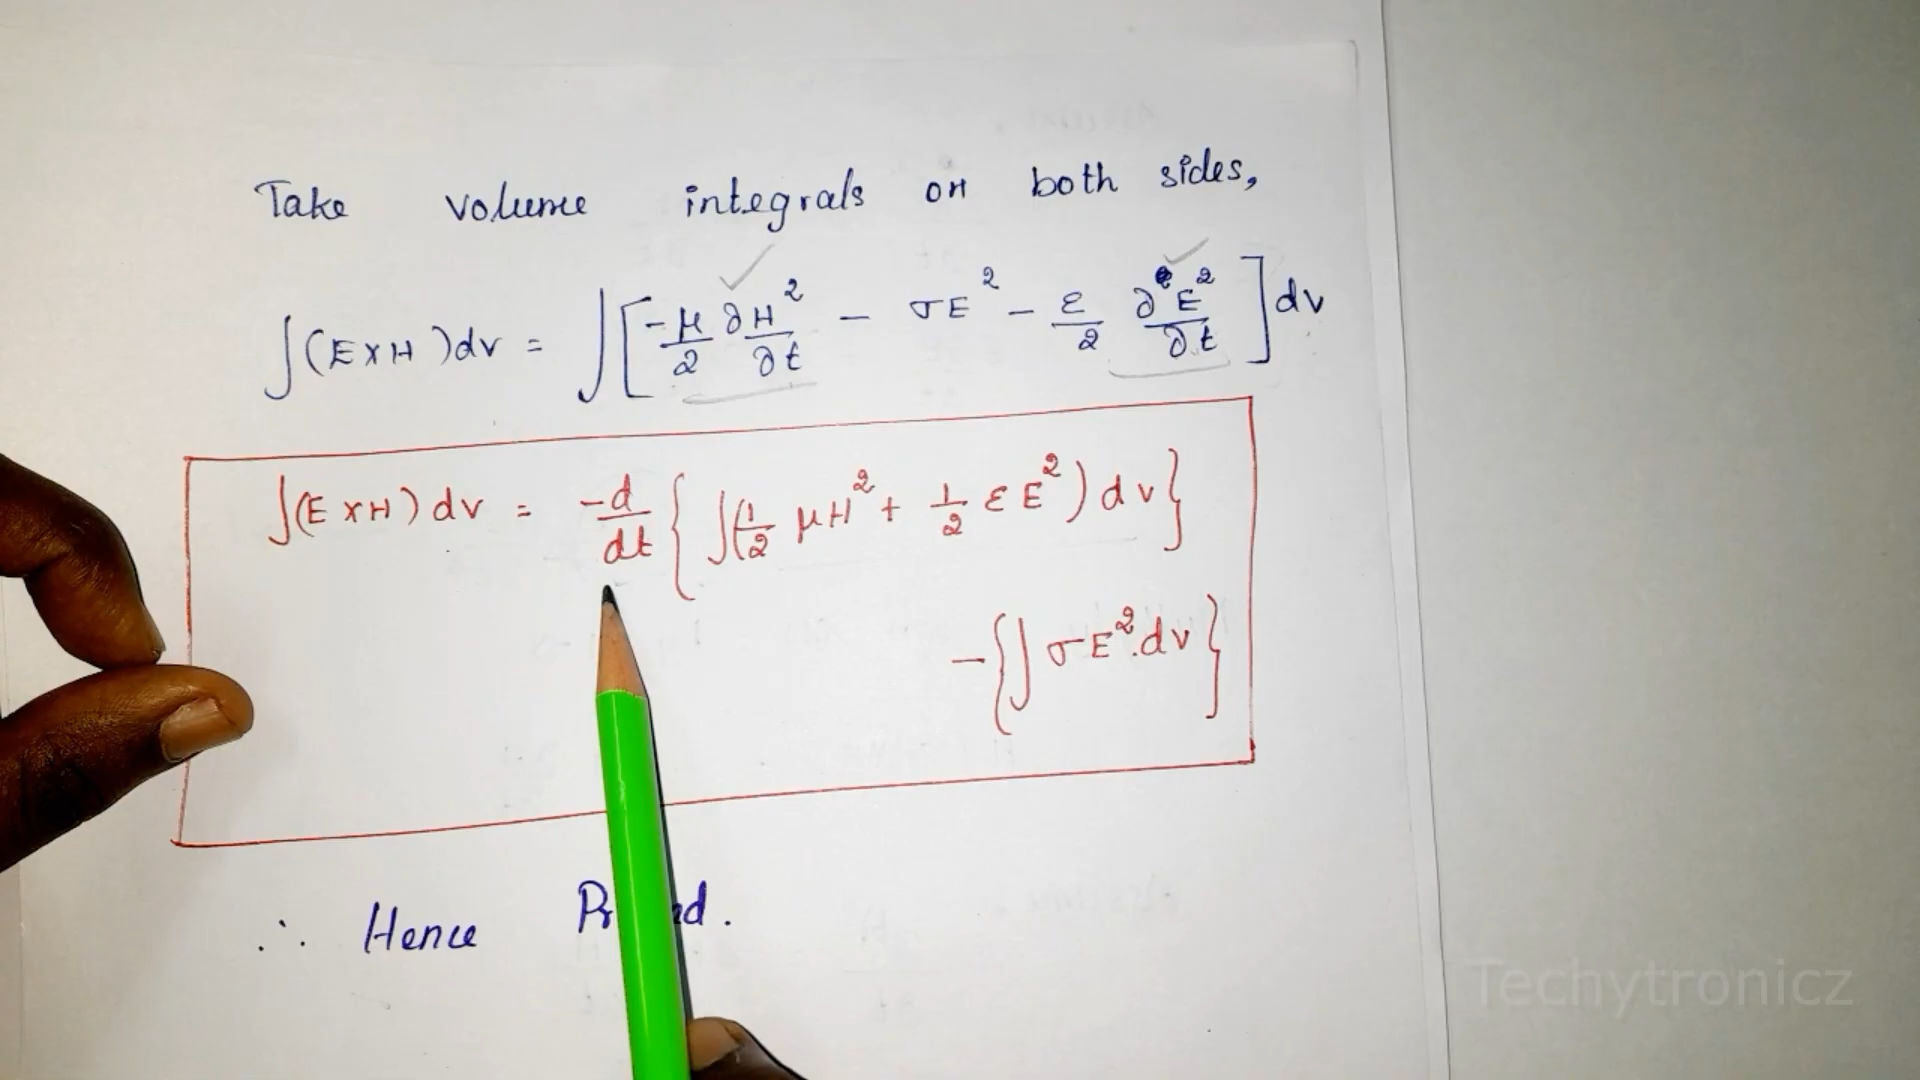 Take volume integrals on both sides,
∫(E×H)dv = ∫[-μ/2 ∂H²/∂t - σE² - ε/2 ∂E²/∂t]dv
∫(E×H)dv = -d/dt {∫(1/2 μH² + 1/2 εE²)dv}
-{∫σE².dv}
∴ Hence
Techytronicz